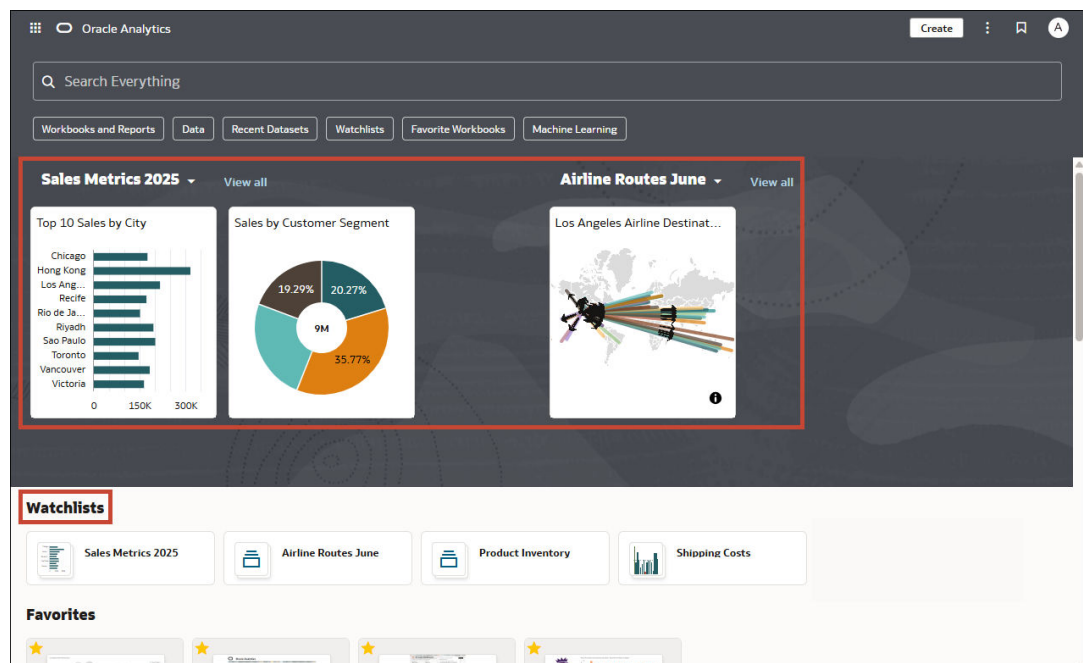 Oracle Analytics
Create
A
Search Everything
Workbooks and Reports
Data
Recent Datasets
Watchlists
Favorite Workbooks
Machine Learning
Sales Metrics 2025
View all
Airline Routes June
View all
Top 10 Sales by City
Chicago
Hong Kong
Los Ang...
Recife
Rio de Ja...
Riyadh
Sao Paulo
Toronto
Vancouver
Victoria
0 150K 300K
Sales by Customer Segment
19.29% 20.27%
9M
35.77%
Los Angeles Airline Destinat...
Watchlists
Sales Metrics 2025
Airline Routes June
Product Inventory
Shipping Costs
Favorites